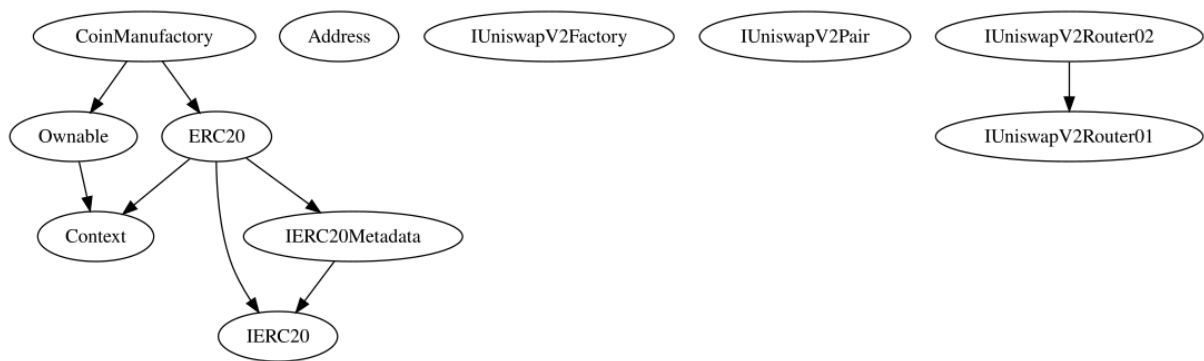 CoinManufactory
Address
IUniswapV2Factory
IUniswapV2Pair
IUniswapV2Router02
Ownable
ERC20
IUniswapV2Router01
Context
IERC20Metadata
IERC20